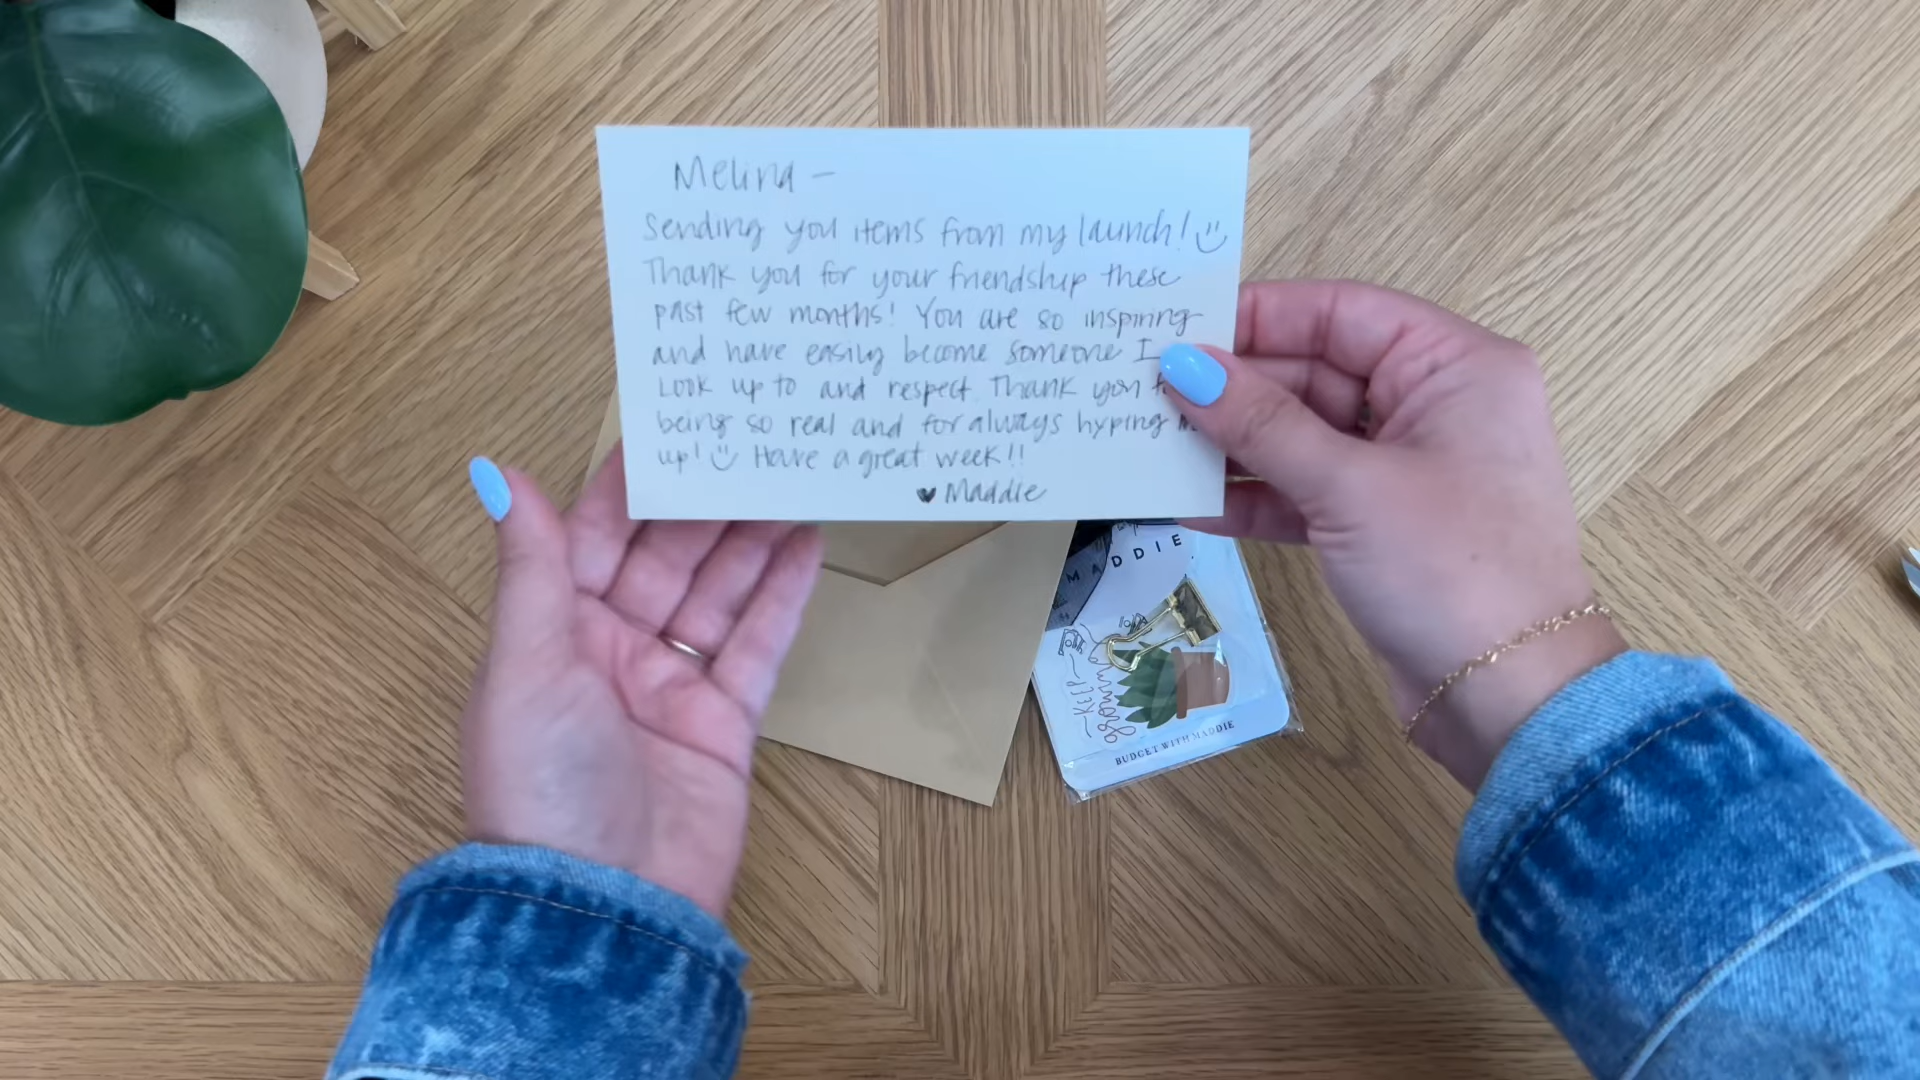 Melina -
Sending you items from my launch! :)
Thank you for your friendship these
past few months! You are so inspiring
and have easily become someone I
look up to and respect. Thank you
being so real and for always hyping
up! :) Have a great week!!
♥ Maddie
MADDIE
KEEP
growing
BUDGET WITH MADDIE